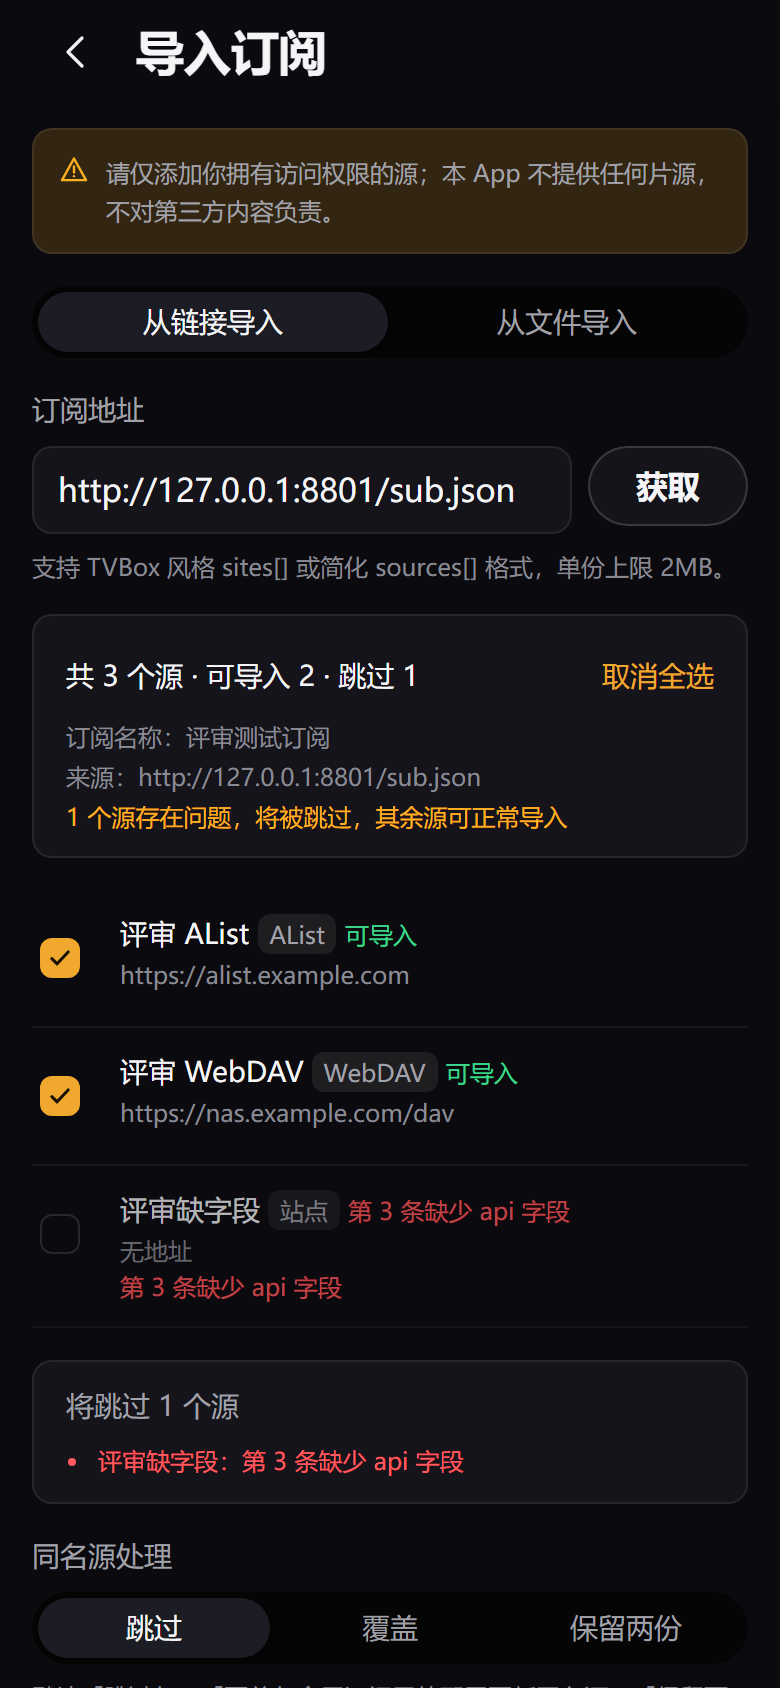 导入订阅
请仅添加你拥有访问权限的源；本 App 不提供任何片源，
不对第三方内容负责。
从链接导入 从文件导入
订阅地址
http://127.0.0.1:8801/sub.json 获取
支持 TVBox 风格 sites[] 或简化 sources[] 格式，单份上限 2MB。
共 3 个源 · 可导入 2 · 跳过 1 取消全选
订阅名称：评审测试订阅
来源：http://127.0.0.1:8801/sub.json
1 个源存在问题，将被跳过，其余源可正常导入
评审 AList AList 可导入
https://alist.example.com
评审 WebDAV WebDAV 可导入
https://nas.example.com/dav
评审缺字段 站点 第 3 条缺少 api 字段
无地址
第 3 条缺少 api 字段
将跳过 1 个源
• 评审缺字段：第 3 条缺少 api 字段
同名源处理
跳过 覆盖 保留两份